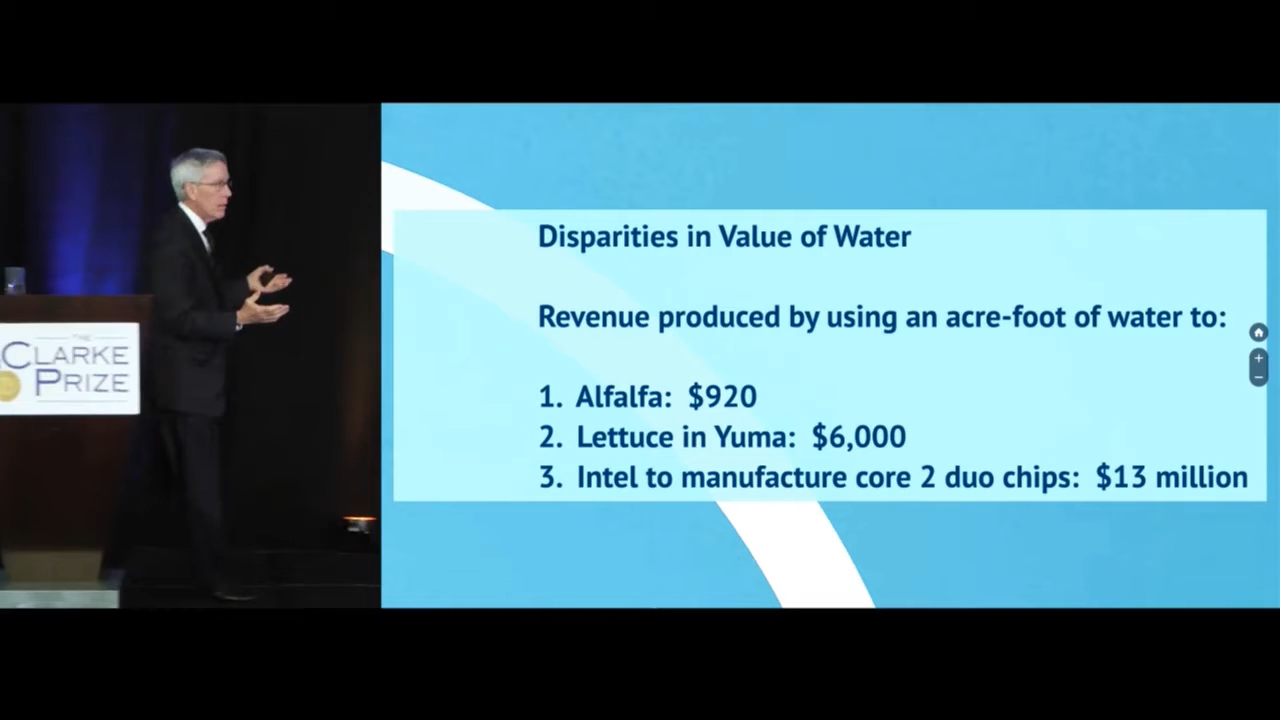 THE
CLARKE
PRIZE
Disparities in Value of Water
Revenue produced by using an acre-foot of water to:
1. Alfalfa: $920
2. Lettuce in Yuma: $6,000
3. Intel to manufacture core 2 duo chips: $13 million